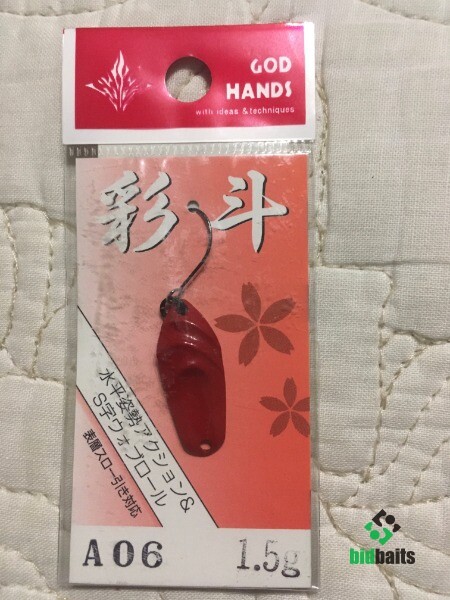 GOD
HANDS
with ideas & techniques
彩斗
水平姿勢アクション&
S字ウォブロール
表層スロー引き対応
A06 1.5g
bidbaits